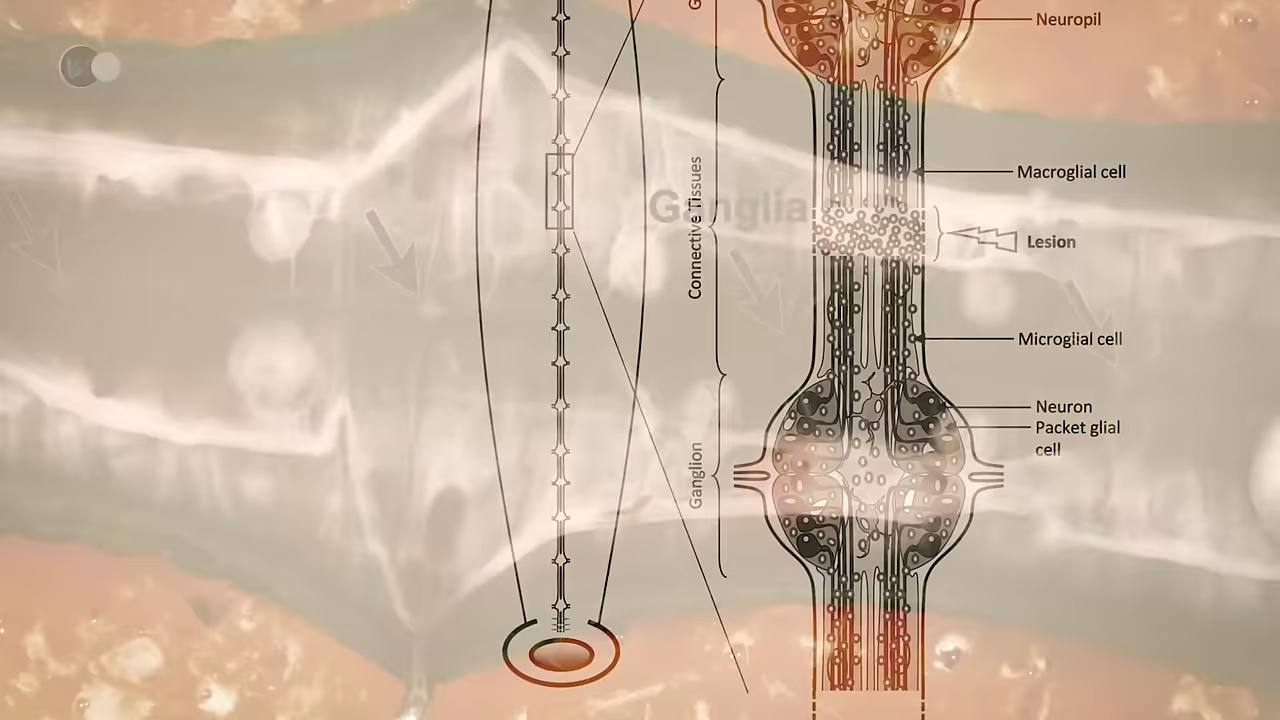 Neuropil
Macroglial cell
Connective Tissues
Ganglia
Lesion
Microglial cell
Neuron
Packet glial
cell
Ganglion